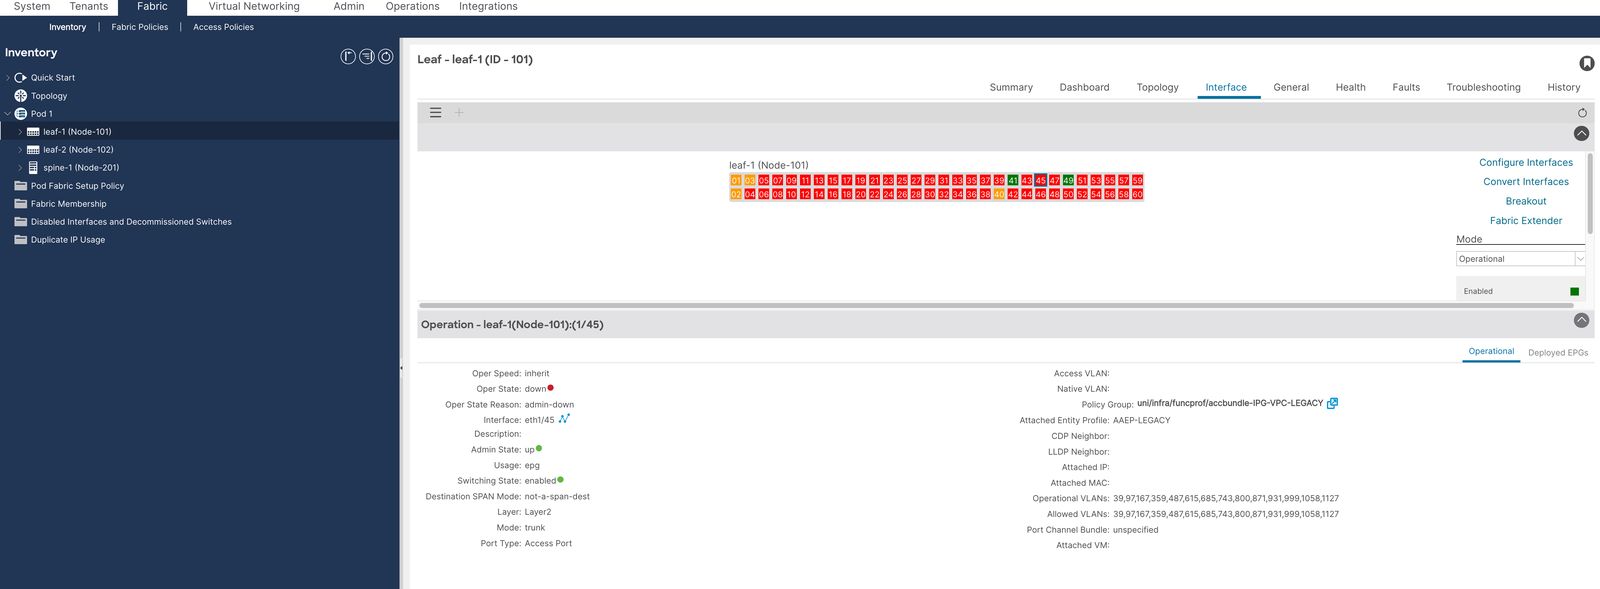 System Tenants Fabric Virtual Networking Admin Operations Integrations
Inventory | Fabric Policies | Access Policies
Inventory
Quick Start
Topology
Pod 1
leaf-1 (Node-101)
leaf-2 (Node-102)
spine-1 (Node-201)
Pod Fabric Setup Policy
Fabric Membership
Disabled Interfaces and Decommissioned Switches
Duplicate IP Usage
Leaf - leaf-1 (ID - 101)
Summary Dashboard Topology Interface General Health Faults Troubleshooting History
leaf-1 (Node-101)
01 03 05 07 09 11 13 15 17 19 21 23 25 27 29 31 33 35 37 39 41 43 45 47 49 51 53 55 57 59
02 04 06 08 10 12 14 16 18 20 22 24 26 28 30 32 34 36 38 40 42 44 46 48 50 52 54 56 58 60
Configure Interfaces
Convert Interfaces
Breakout
Fabric Extender
Mode
Operational
Enabled
Operation - leaf-1(Node-101):(1/45)
Operational Deployed EPGs
Oper Speed: inherit
Oper State: down
Oper State Reason: admin-down
Interface: eth1/45
Description:
Admin State: up
Usage: epg
Switching State: enabled
Destination SPAN Mode: not-a-span-dest
Layer: Layer2
Mode: trunk
Port Type: Access Port
Access VLAN:
Native VLAN:
Policy Group: uni/infra/funcprof/accbundle-IPG-VPC-LEGACY
Attached Entity Profile: AAEP-LEGACY
CDP Neighbor:
LLDP Neighbor:
Attached IP:
Attached MAC:
Operational VLANs: 39,97,167,359,487,615,685,743,800,871,931,999,1058,1127
Allowed VLANs: 39,97,167,359,487,615,685,743,800,871,931,999,1058,1127
Port Channel Bundle: unspecified
Attached VM: